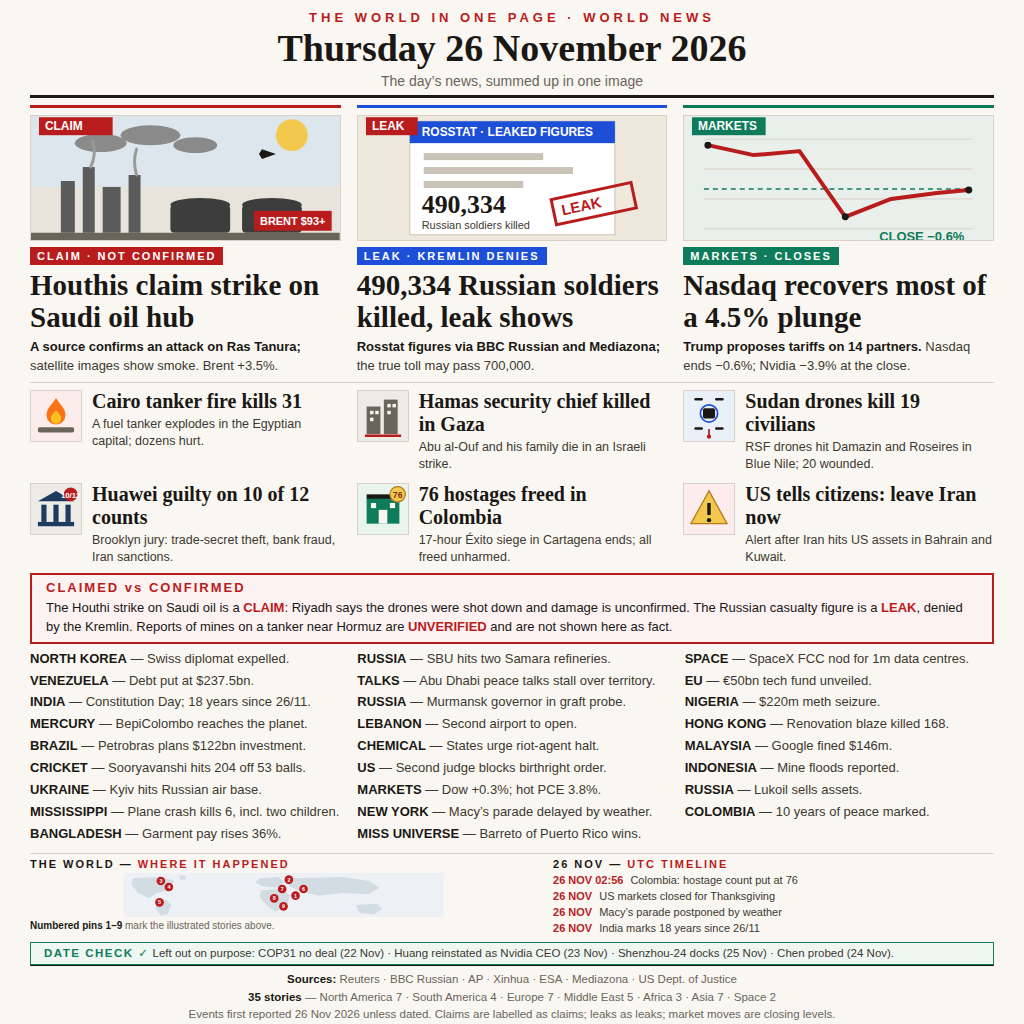 THE WORLD IN ONE PAGE · WORLD NEWS
Thursday 26 November 2026
The day's news, summed up in one image
CLAIM
BRENT $93+
CLAIM · NOT CONFIRMED
Houthis claim strike on
Saudi oil hub
A source confirms an attack on Ras Tanura;
satellite images show smoke. Brent +3.5%.
LEAK
ROSSTAT · LEAKED FIGURES
490,334
Russian soldiers killed
LEAK
LEAK · KREMLIN DENIES
490,334 Russian soldiers
killed, leak shows
Rosstat figures via BBC Russian and Mediazona;
the true toll may pass 700,000.
MARKETS
CLOSE −0.6%
MARKETS · CLOSES
Nasdaq recovers most of
a 4.5% plunge
Trump proposes tariffs on 14 partners. Nasdaq
ends −0.6%; Nvidia −3.9% at the close.
Cairo tanker fire kills 31
A fuel tanker explodes in the Egyptian
capital; dozens hurt.
Hamas security chief killed
in Gaza
Abu al-Ouf and his family die in an Israeli
strike.
Sudan drones kill 19
civilians
RSF drones hit Damazin and Roseires in
Blue Nile; 20 wounded.
10/12
Huawei guilty on 10 of 12
counts
Brooklyn jury: trade-secret theft, bank fraud,
Iran sanctions.
76
76 hostages freed in
Colombia
17-hour Éxito siege in Cartagena ends; all
freed unharmed.
US tells citizens: leave Iran
now
Alert after Iran hits US assets in Bahrain and
Kuwait.
CLAIMED vs CONFIRMED
The Houthi strike on Saudi oil is a CLAIM: Riyadh says the drones were shot down and damage is unconfirmed. The Russian casualty figure is a LEAK, denied
by the Kremlin. Reports of mines on a tanker near Hormuz are UNVERIFIED and are not shown here as fact.
NORTH KOREA — Swiss diplomat expelled.
VENEZUELA — Debt put at $237.5bn.
INDIA — Constitution Day; 18 years since 26/11.
MERCURY — BepiColombo reaches the planet.
BRAZIL — Petrobras plans $122bn investment.
CRICKET — Sooryavanshi hits 204 off 53 balls.
UKRAINE — Kyiv hits Russian air base.
MISSISSIPPI — Plane crash kills 6, incl. two children.
BANGLADESH — Garment pay rises 36%.
RUSSIA — SBU hits two Samara refineries.
TALKS — Abu Dhabi peace talks stall over territory.
RUSSIA — Murmansk governor in graft probe.
LEBANON — Second airport to open.
CHEMICAL — States urge riot-agent halt.
US — Second judge blocks birthright order.
MARKETS — Dow +0.3%; hot PCE 3.8%.
NEW YORK — Macy's parade delayed by weather.
MISS UNIVERSE — Barreto of Puerto Rico wins.
SPACE — SpaceX FCC nod for 1m data centres.
EU — €50bn tech fund unveiled.
NIGERIA — $220m meth seizure.
HONG KONG — Renovation blaze killed 168.
MALAYSIA — Google fined $146m.
INDONESIA — Mine floods reported.
RUSSIA — Lukoil sells assets.
COLOMBIA — 10 years of peace marked.
THE WORLD — WHERE IT HAPPENED
3
4
5
2
7
6
1
8
9
Numbered pins 1–9 mark the illustrated stories above.
26 NOV — UTC TIMELINE
26 NOV 02:56 Colombia: hostage count put at 76
26 NOV US markets closed for Thanksgiving
26 NOV Macy's parade postponed by weather
26 NOV India marks 18 years since 26/11
DATE CHECK ✓ Left out on purpose: COP31 no deal (22 Nov) · Huang reinstated as Nvidia CEO (23 Nov) · Shenzhou-24 docks (25 Nov) · Chen probed (24 Nov).
Sources: Reuters · BBC Russian · AP · Xinhua · ESA · Mediazona · US Dept. of Justice
35 stories — North America 7 · South America 4 · Europe 7 · Middle East 5 · Africa 3 · Asia 7 · Space 2
Events first reported 26 Nov 2026 unless dated. Claims are labelled as claims; leaks as leaks; market moves are closing levels.